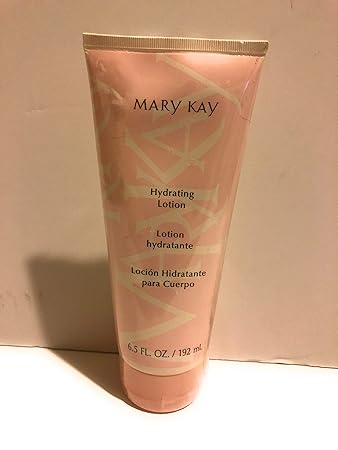 MARY KAY
Hydrating
Lotion
Lotion
hydratante
Loción Hidratante
para Cuerpo
6.5 FL. OZ. / 192 mL